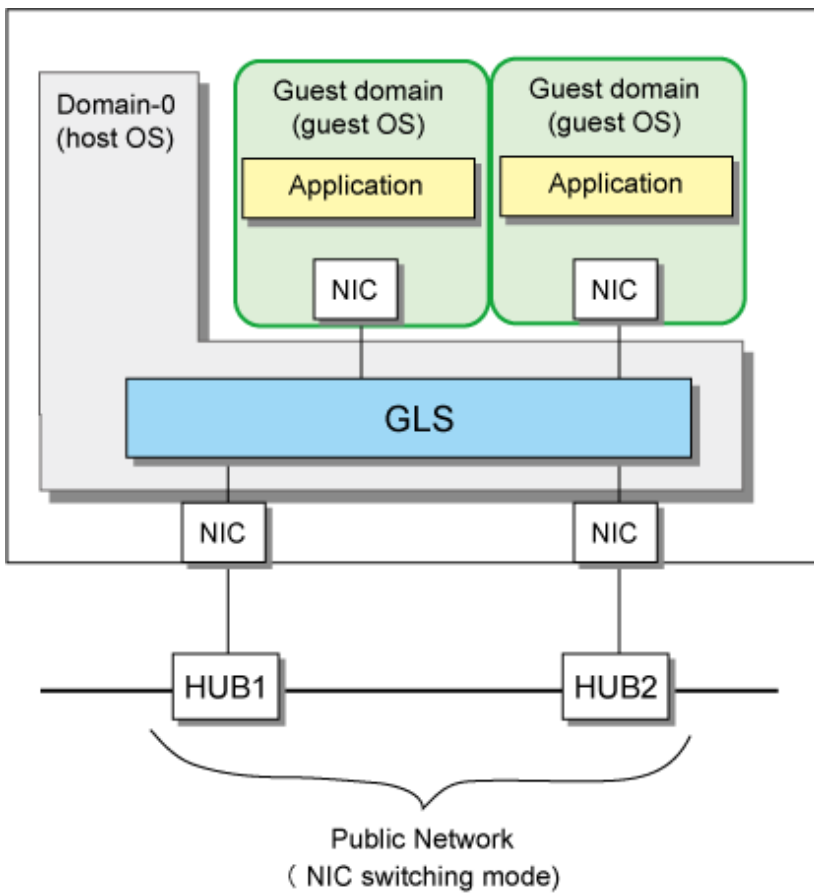 Domain-0
(host OS)
Guest domain
(guest OS)
Application
NIC
Guest domain
(guest OS)
Application
NIC
GLS
NIC
NIC
HUB1
HUB2
Public Network
（ NIC switching mode)